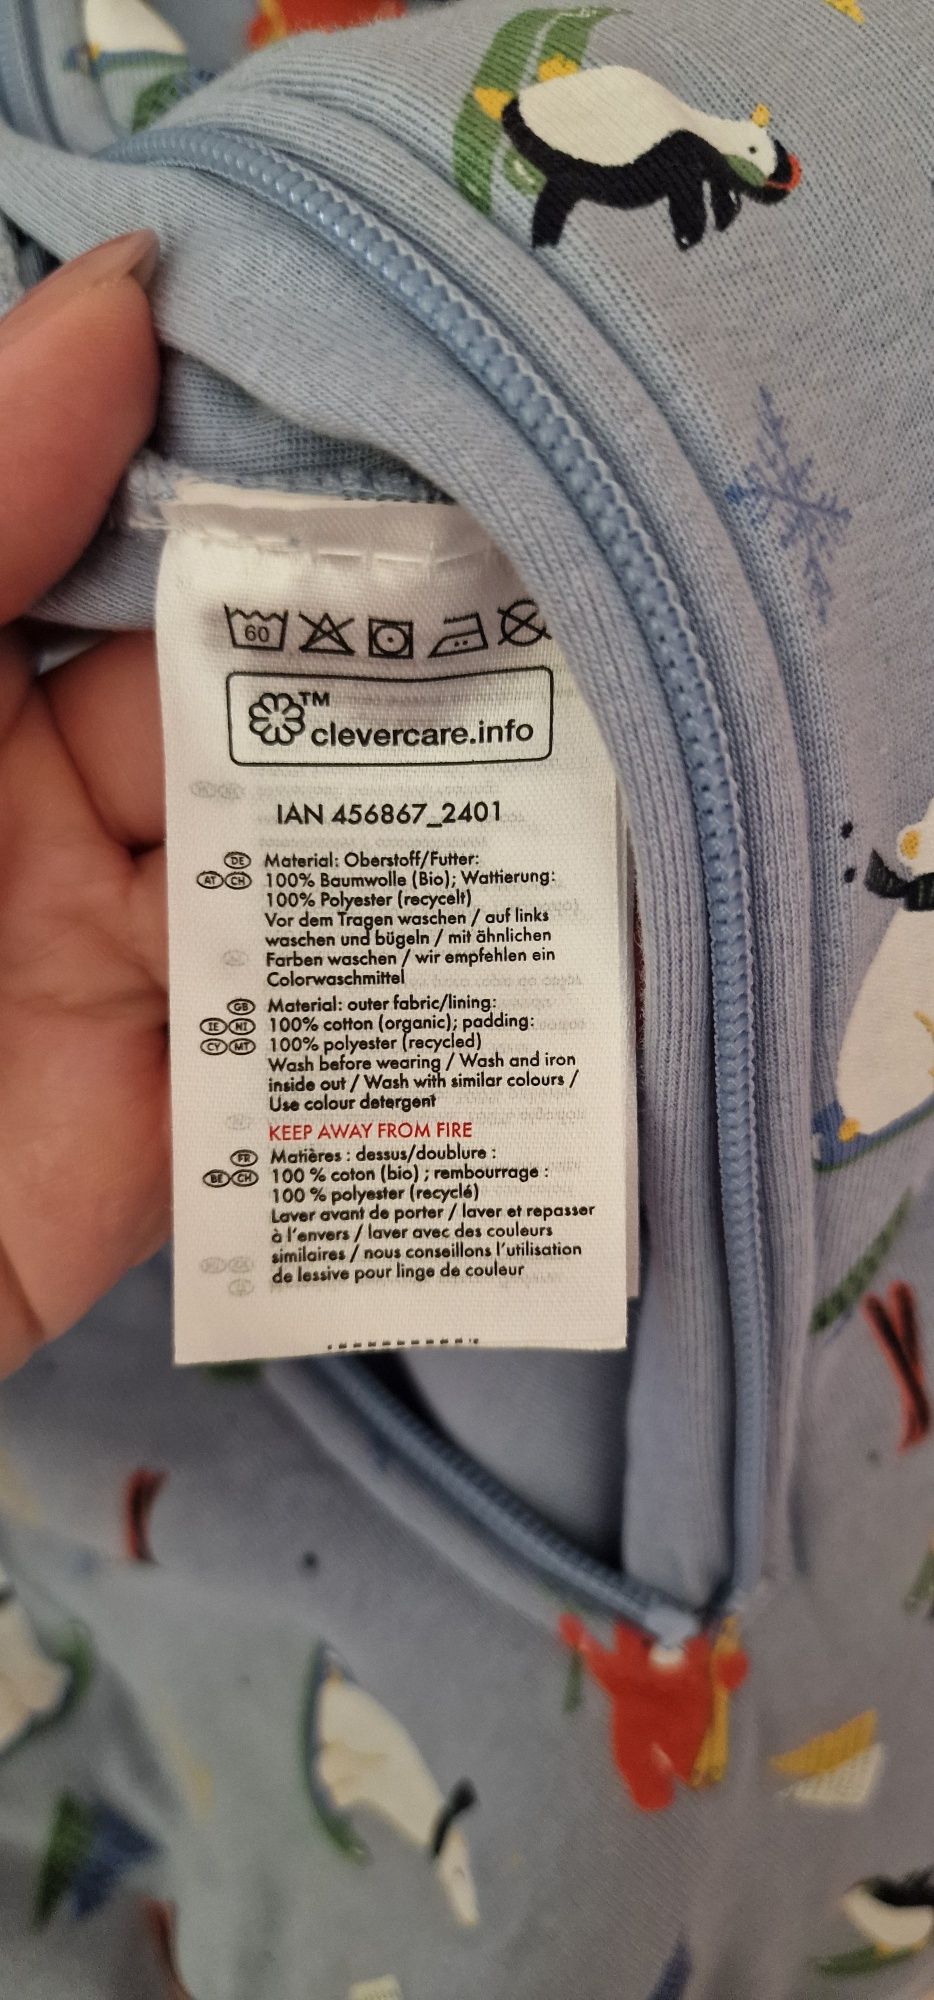 60
TM
clevercare.info
IAN 456867_2401
DE Material: Oberstoff/Futter:
AT CH 100% Baumwolle (Bio); Wattierung:
100% Polyester (recycelt)
Vor dem Tragen waschen / auf links
waschen und bügeln / mit ähnlichen
Farben waschen / wir empfehlen ein
Colorwaschmittel
GB Material: outer fabric/lining:
IE NI 100% cotton (organic); padding:
CY MT 100% polyester (recycled)
Wash before wearing / Wash and iron
inside out / Wash with similar colours /
Use colour detergent
KEEP AWAY FROM FIRE
FR Matières : dessus/doublure :
BE CH 100 % coton (bio) ; rembourrage :
100 % polyester (recyclé)
Laver avant de porter / laver et repasser
à l'envers / laver avec des couleurs
similaires / nous conseillons l'utilisation
de lessive pour linge de couleur